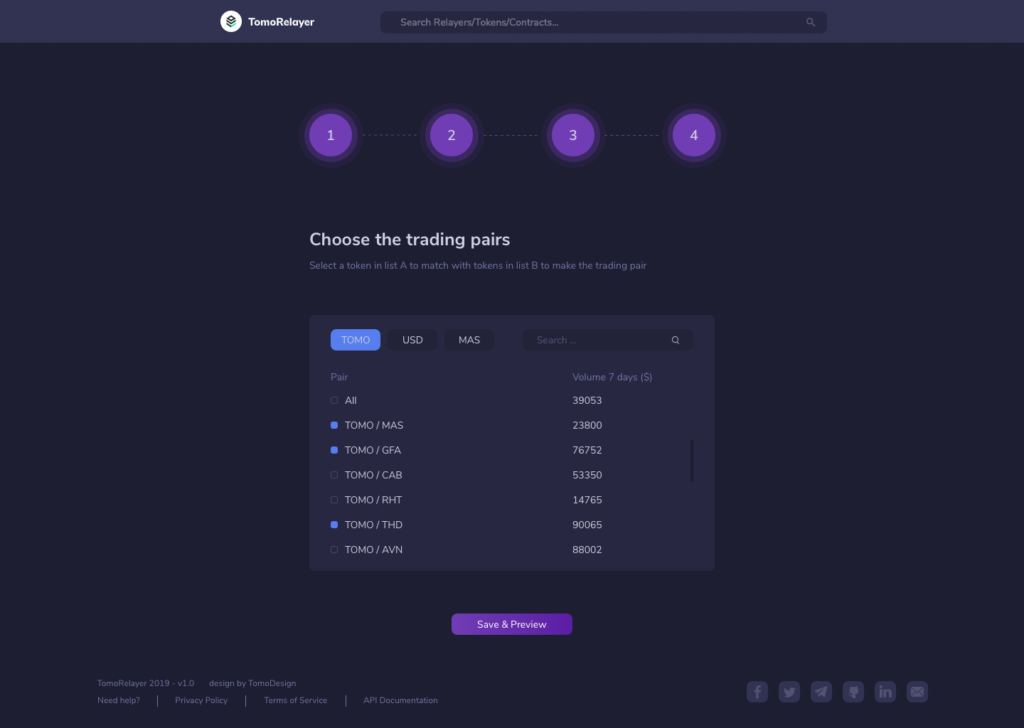 TomoRelayer
Search Relayers/Tokens/Contracts...
1 2 3 4
Choose the trading pairs
Select a token in list A to match with tokens in list B to make the trading pair
TOMO USD MAS Search ...
Pair Volume 7 days ($)
All 39053
TOMO / MAS 23800
TOMO / GFA 76752
TOMO / CAB 53350
TOMO / RHT 14765
TOMO / THD 90065
TOMO / AVN 88002
Save & Preview
TomoRelayer 2019 - v1.0 design by TomoDesign
Need help? Privacy Policy Terms of Service API Documentation